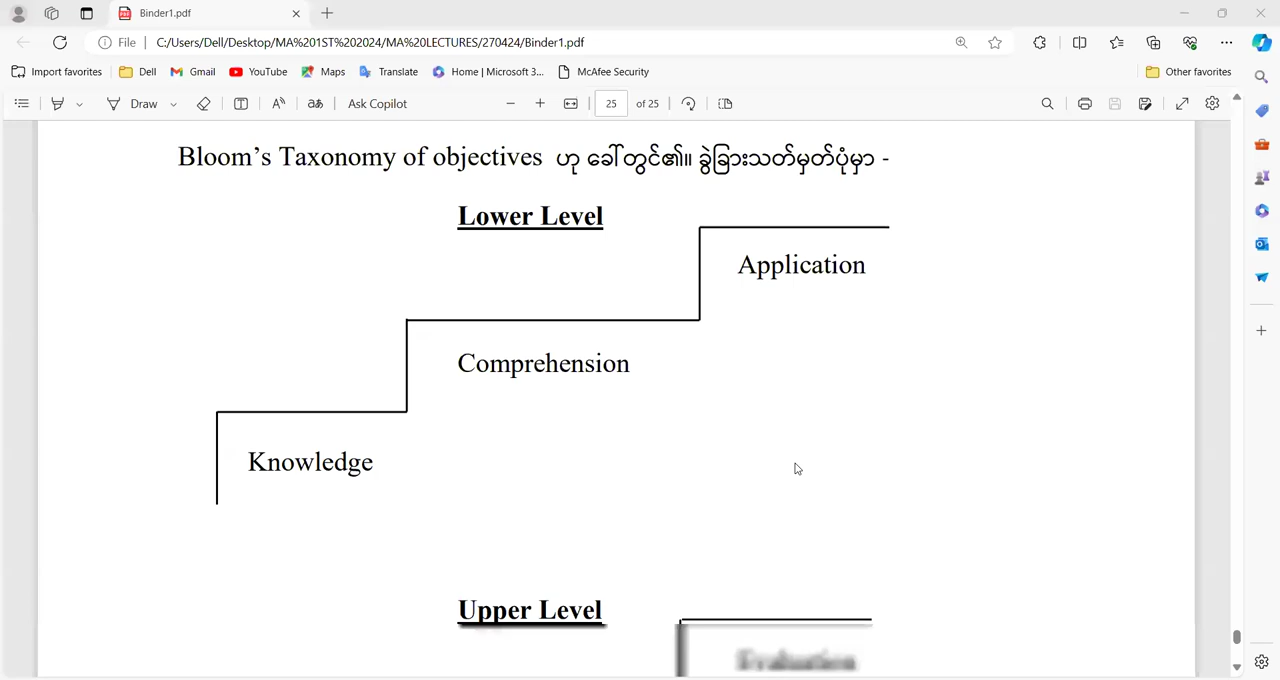 Binder1.pdf
File C:/Users/Dell/Desktop/MA%201ST%202024/MA%20LECTURES/270424/Binder1.pdf
Import favorites Dell Gmail YouTube Maps Translate Home | Microsoft 3... McAfee Security Other favorites
Draw aあ Ask Copilot 25 of 25
Bloom's Taxonomy of objectives ဟု ခေါ်တွင်၏။ ခွဲခြားသတ်မှတ်ပုံမှာ -
Lower Level
Application
Comprehension
Knowledge
Upper Level
Evaluation